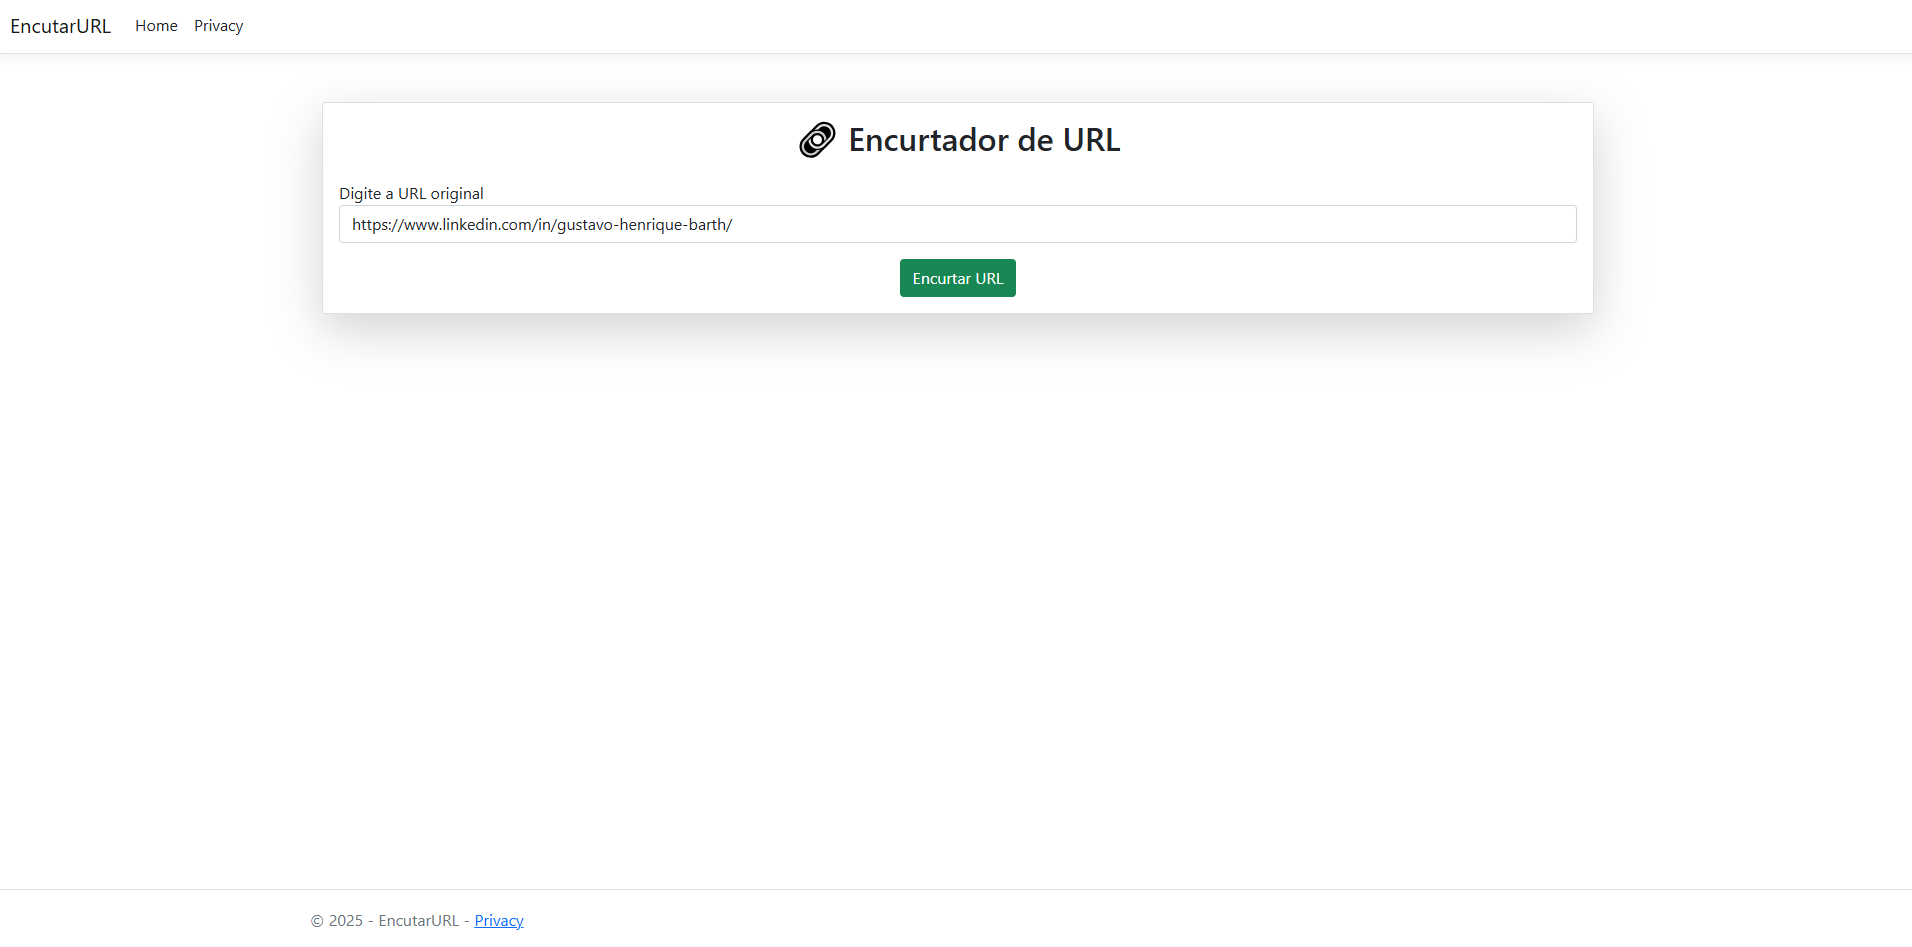 EncutarURL Home Privacy
Encurtador de URL
Digite a URL original
https://www.linkedin.com/in/gustavo-henrique-barth/
Encurtar URL
© 2025 - EncutarURL - Privacy